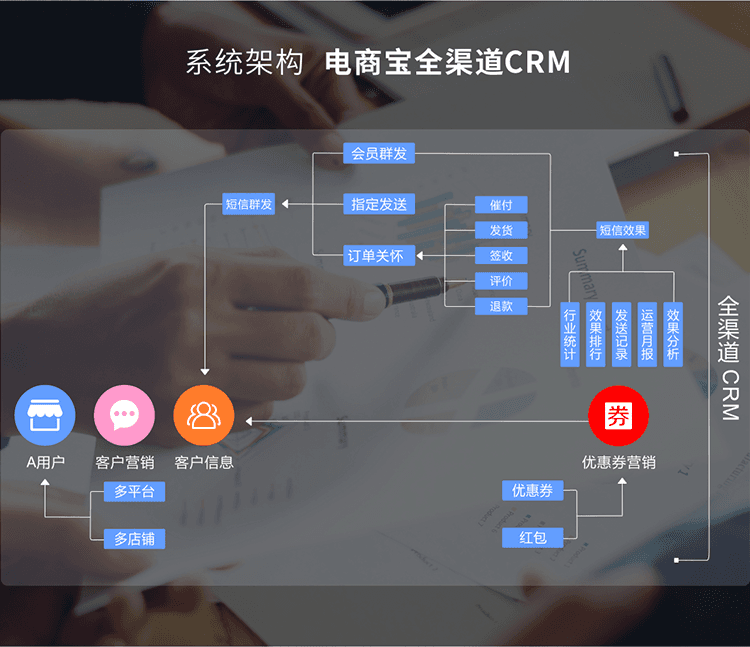 系统架构 电商宝全渠道CRM
会员群发
短信群发
指定发送
订单关怀
催付
发货
签收
评价
退款
短信效果
行业统计
效果排行
发送记录
运营月报
效果分析
全渠道 CRM
Summary
券
A用户
客户营销
客户信息
优惠券营销
多平台
多店铺
优惠券
红包